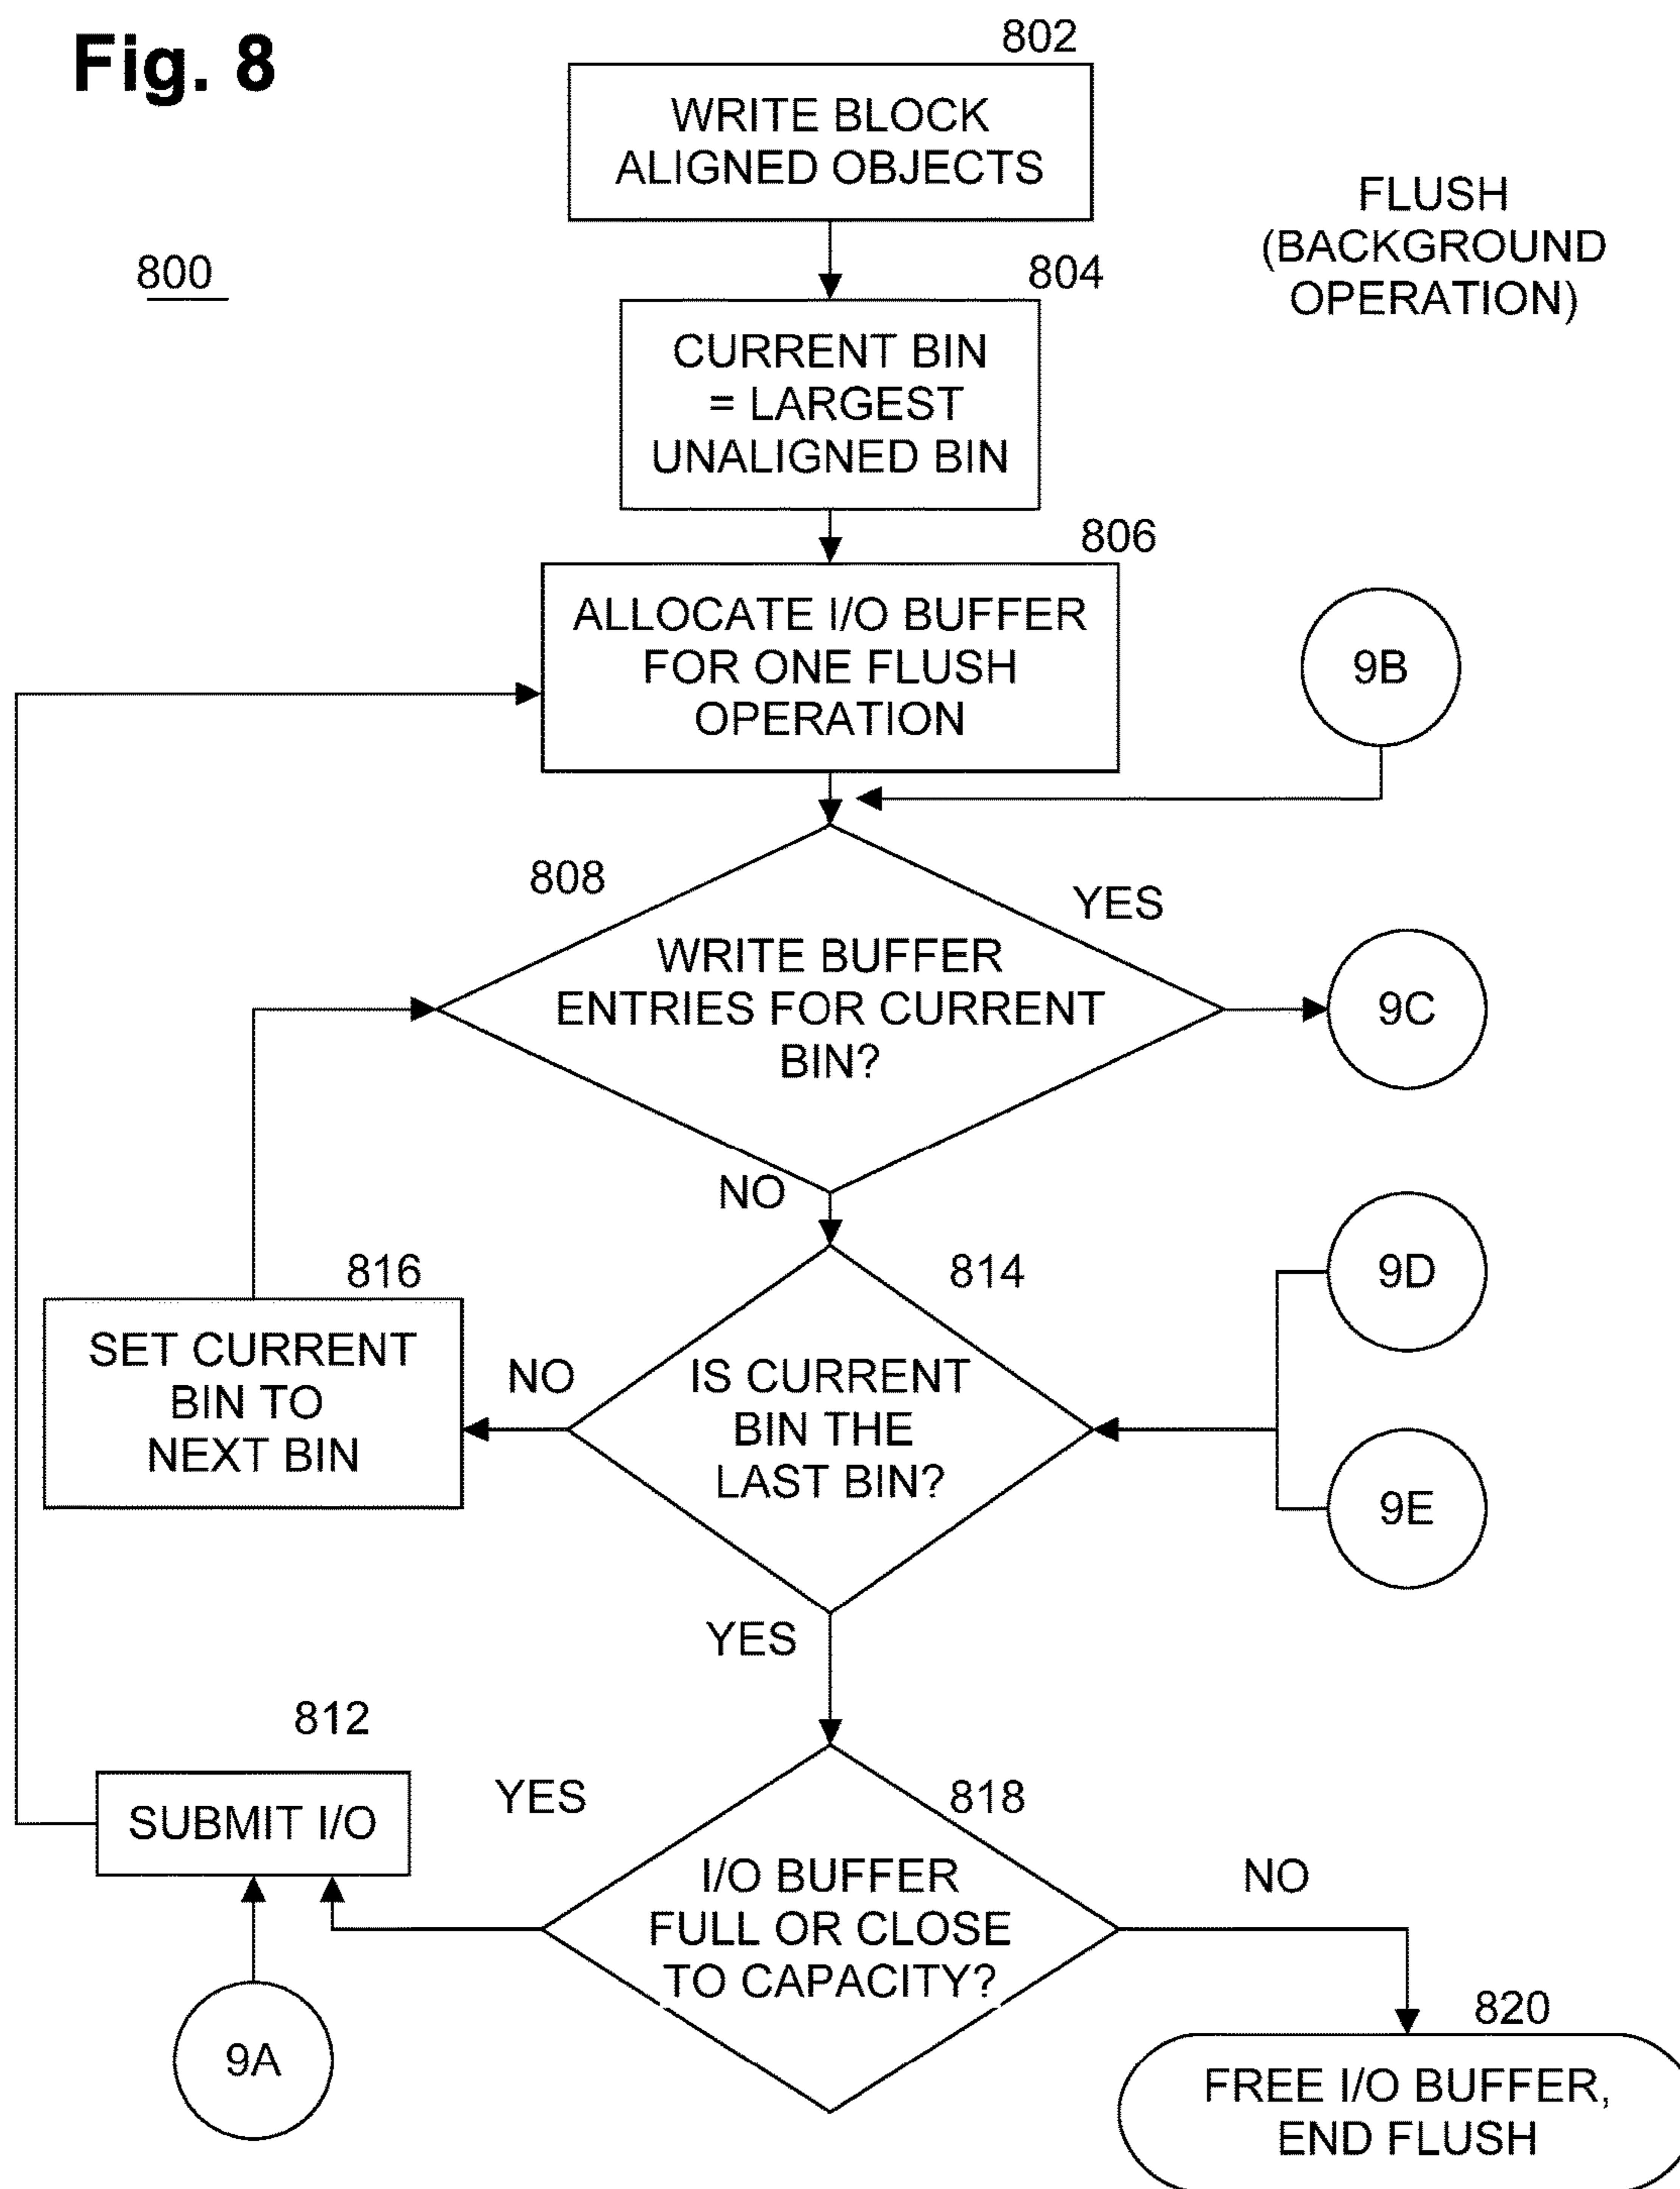 Fig. 8
802
WRITE BLOCK
ALIGNED OBJECTS
FLUSH
(BACKGROUND
OPERATION)
800
804
CURRENT BIN
= LARGEST
UNALIGNED BIN
806
ALLOCATE I/O BUFFER
FOR ONE FLUSH
OPERATION
9B
808
YES
WRITE BUFFER
ENTRIES FOR CURRENT
BIN?
9C
NO
816
814
9D
SET CURRENT
BIN TO
NEXT BIN
NO
IS CURRENT
BIN THE
LAST BIN?
9E
YES
812
SUBMIT I/O
YES
818
I/O BUFFER
FULL OR CLOSE
TO CAPACITY?
NO
9A
820
FREE I/O BUFFER,
END FLUSH